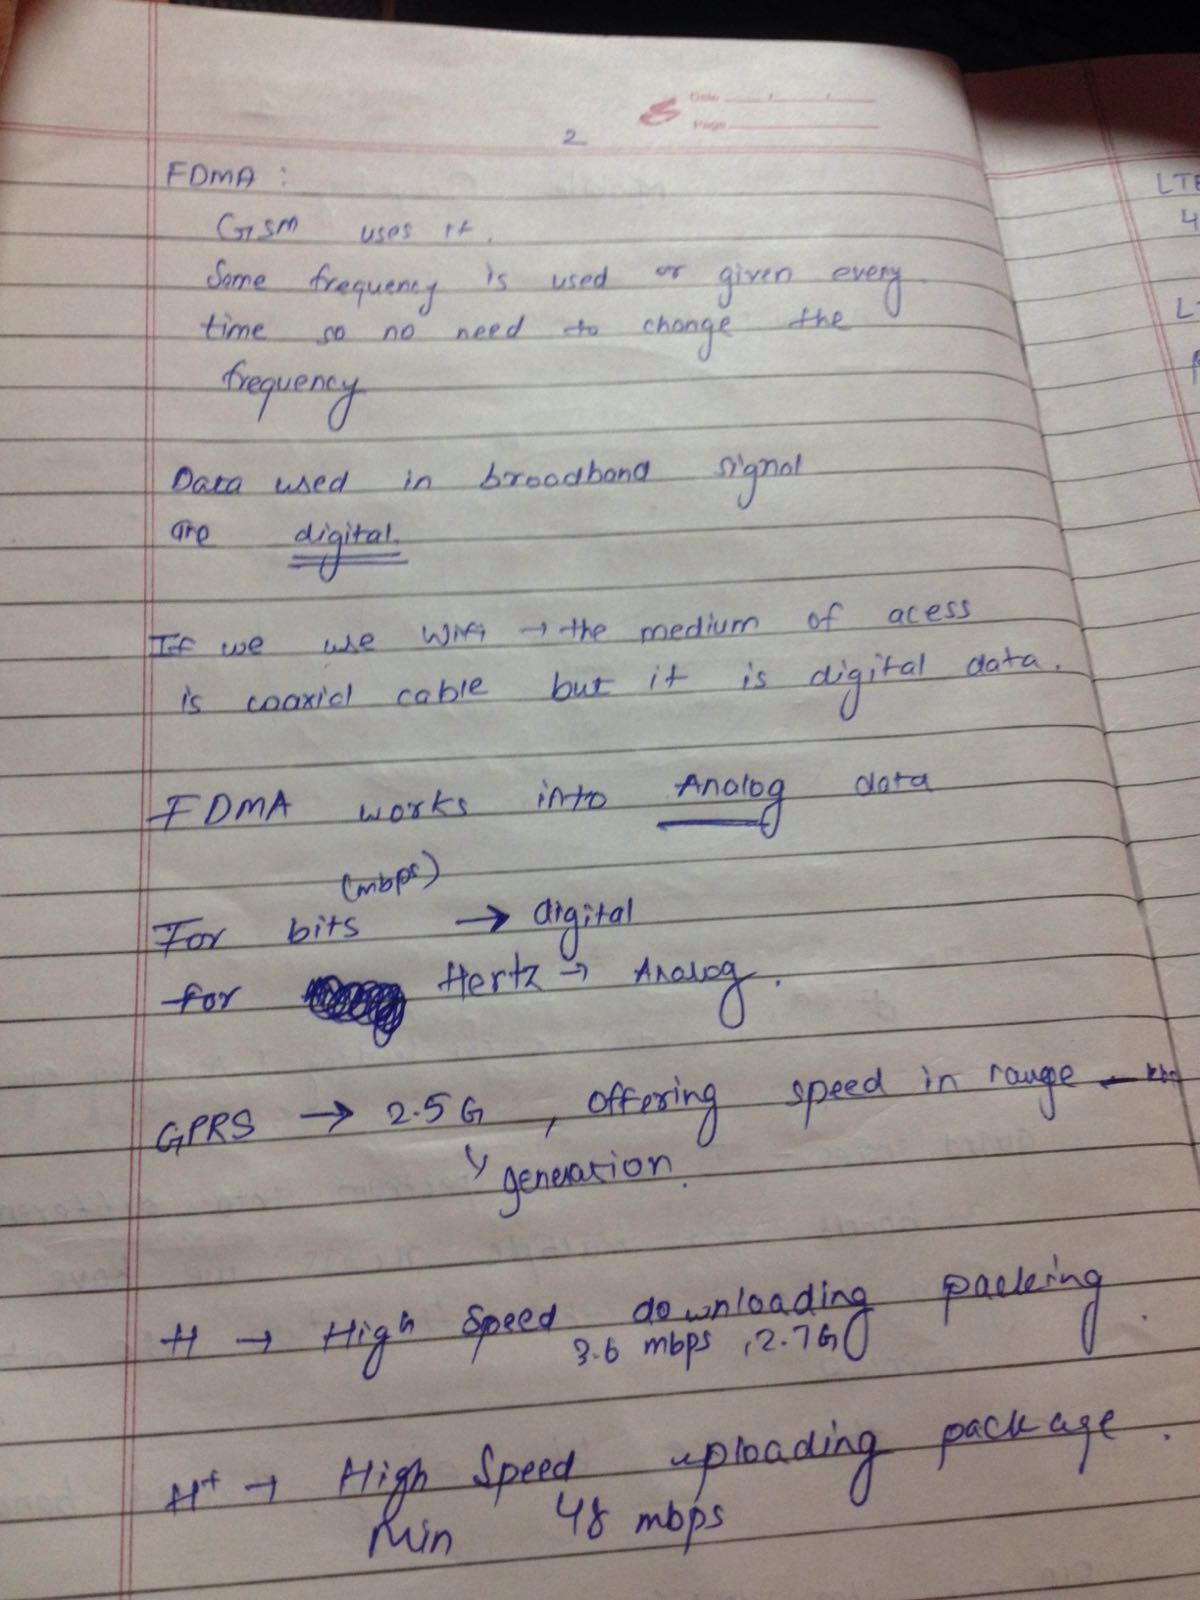 Date
Page
2
FDMA :
GSM uses it.
Same frequency is used or given every
time so no need to change the
frequency
Data used in broadband signal
are digital.
If we use Wifi → the medium of acess
is coaxial cable but it is digital data.
FDMA works into Analog data
(mbps)
For bits → digital
for Hertz → Analog.
GPRS → 2.5 G , offering speed in range
generation.
H → High Speed downloading packing.
3.6 mbps , 2.7G
H+ → High Speed uploading package.
Min 48 mbps
LTE
4
L